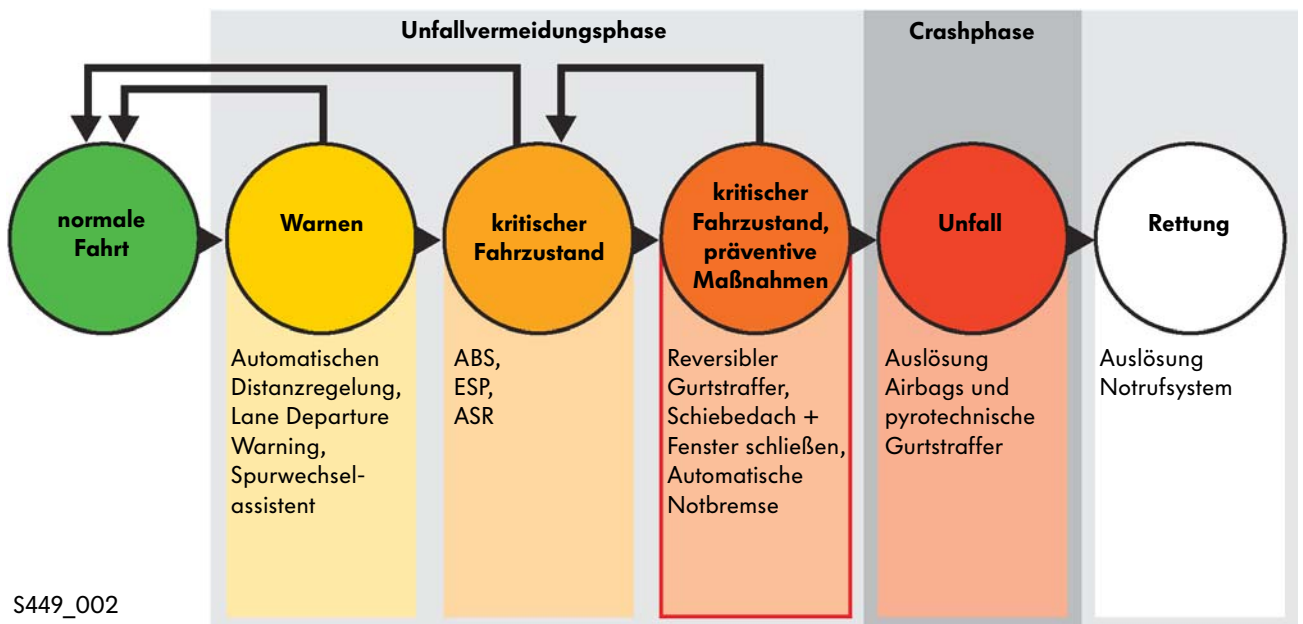 Unfallvermeidungsphase
Crashphase
normale
Fahrt
Warnen
kritischer
Fahrzustand
kritischer
Fahrzustand,
präventive
Maßnahmen
Unfall
Rettung
Automatischen
Distanzregelung,
Lane Departure
Warning,
Spurwechsel-
assistent
ABS,
ESP,
ASR
Reversibler
Gurtstraffer,
Schiebedach +
Fenster schließen,
Automatische
Notbremse
Auslösung
Airbags und
pyrotechnische
Gurtstraffer
Auslösung
Notrufsystem
S449_002